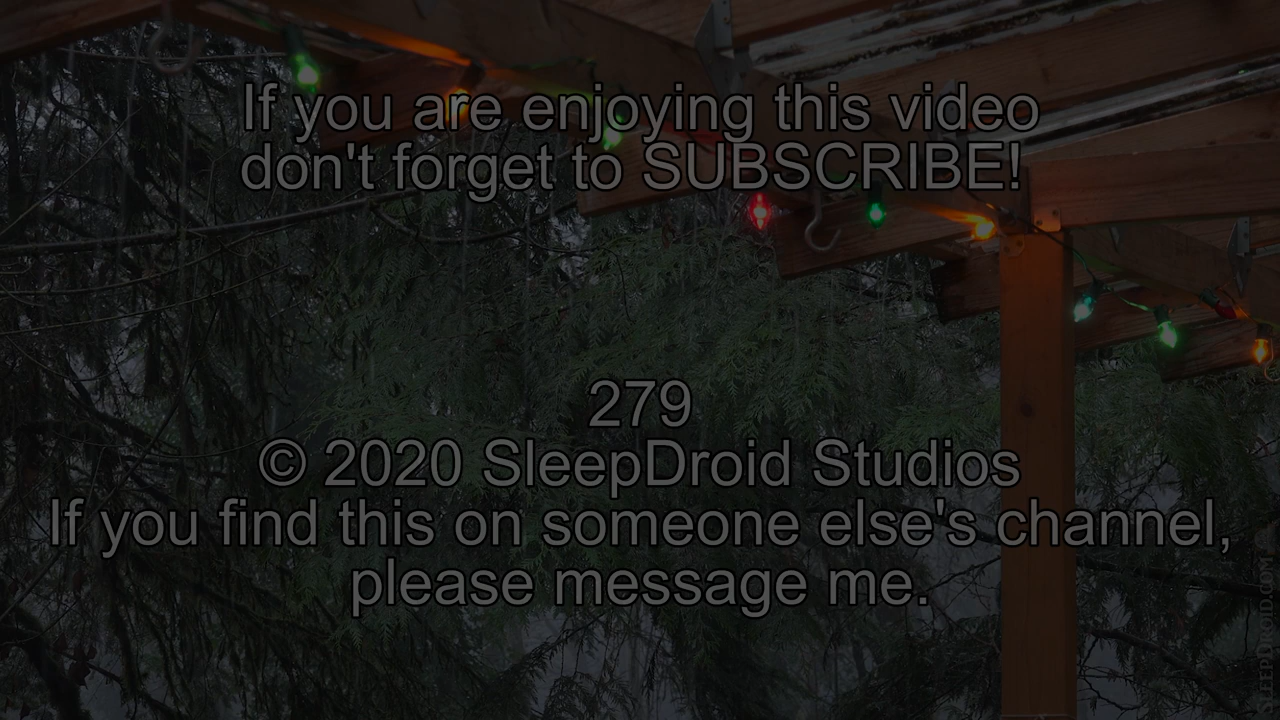 If you are enjoying this video
don't forget to SUBSCRIBE!
279
© 2020 SleepDroid Studios
If you find this on someone else's channel,
please message me.
SLEEPDROID.COM